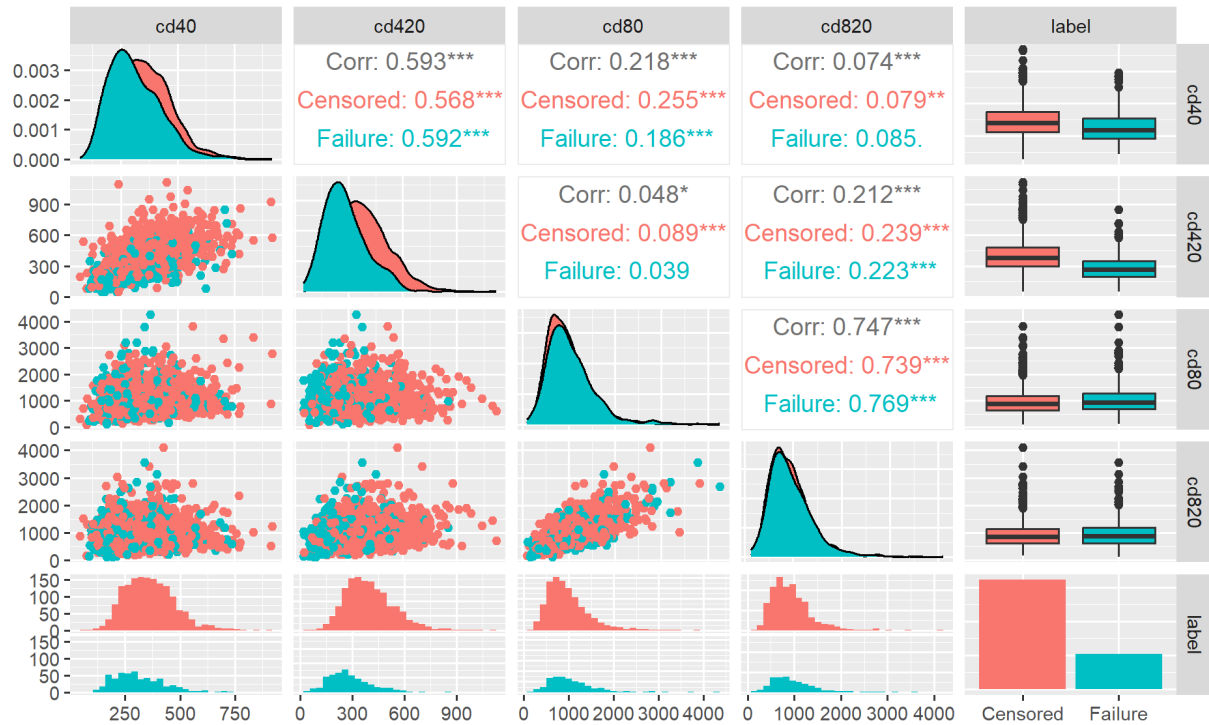 cd40 cd420 cd80 cd820 label
0.003
0.002
0.001
0.000
Corr: 0.593***
Censored: 0.568***
Failure: 0.592***
Corr: 0.218***
Censored: 0.255***
Failure: 0.186***
Corr: 0.074***
Censored: 0.079**
Failure: 0.085.
cd40
900
600
300
0
Corr: 0.048*
Censored: 0.089***
Failure: 0.039
Corr: 0.212***
Censored: 0.239***
Failure: 0.223***
cd420
4000
3000
2000
1000
0
Corr: 0.747***
Censored: 0.739***
Failure: 0.769***
cd80
4000
3000
2000
1000
0
cd820
150
100
50
0
150
100
50
0
label
250 500 750 0 300 600 900 0 1000 2000 3000 4000 0 1000 2000 3000 4000 Censored Failure